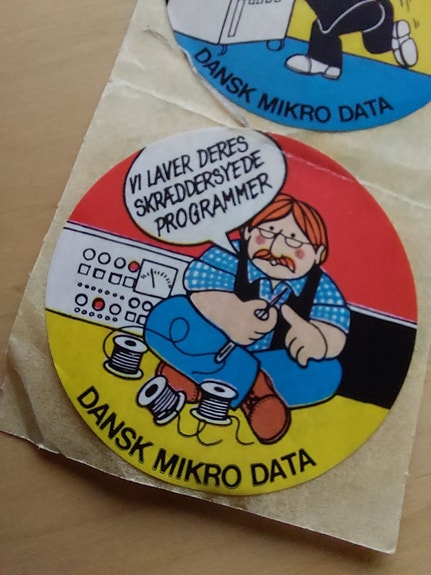 DANSK MIKRO DATA
VI LAVER DERES
SKRÆDDERSYEDE
PROGRAMMER
DANSK MIKRO DATA